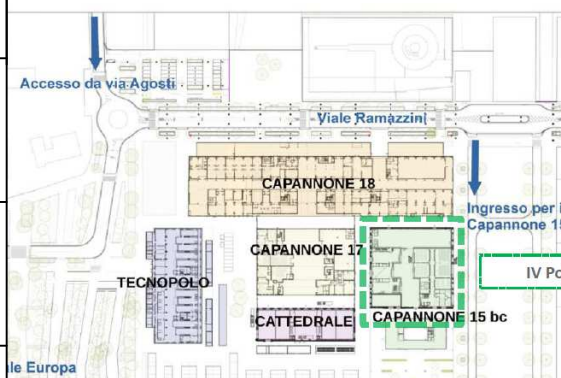 Accesso da via Agosti
Viale Ramazzini
CAPANNONE 18
Ingresso per i
Capannone 15
CAPANNONE 17
IV Po
TECNOPOLO
CATTEDRALE
CAPANNONE 15 bc
le Europa